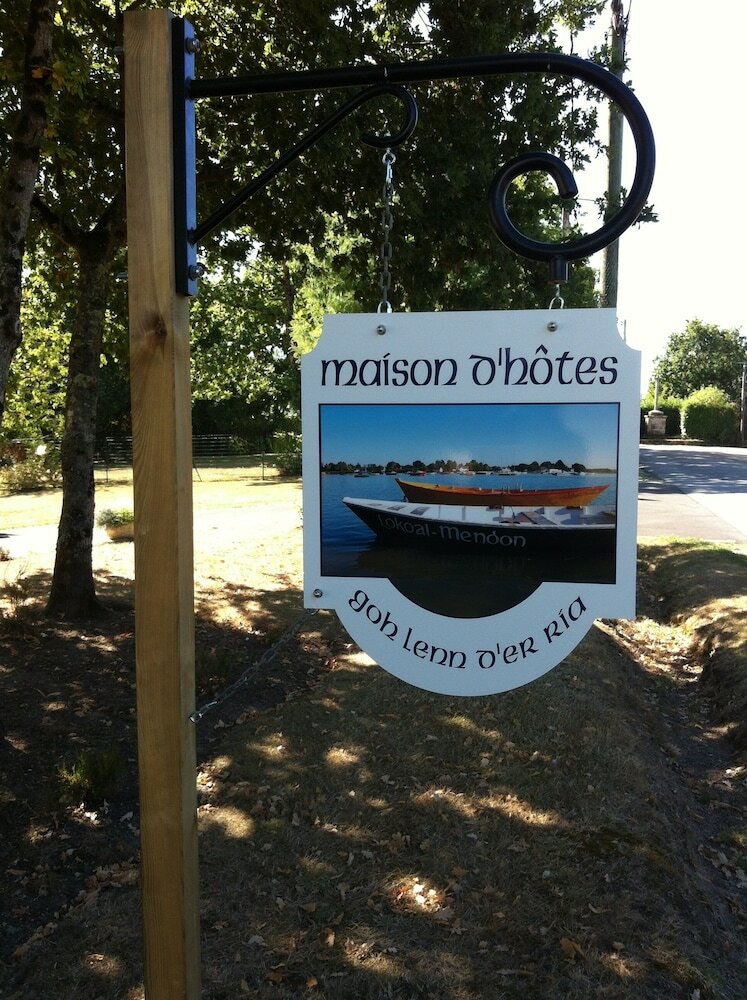 maison d'hôtes
Lokoal-Mendon
goh lenn d'er ria